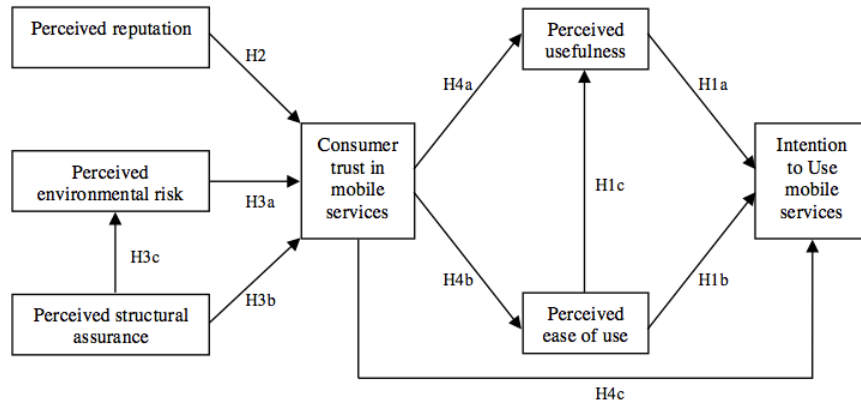 Perceived reputation
H2
Perceived
environmental risk
H3a
H3c
Perceived structural
assurance
H3b
Consumer
trust in
mobile
services
H4a
H4b
Perceived
usefulness
H1c
Perceived
ease of use
H1a
H1b
Intention
to Use
mobile
services
H4c